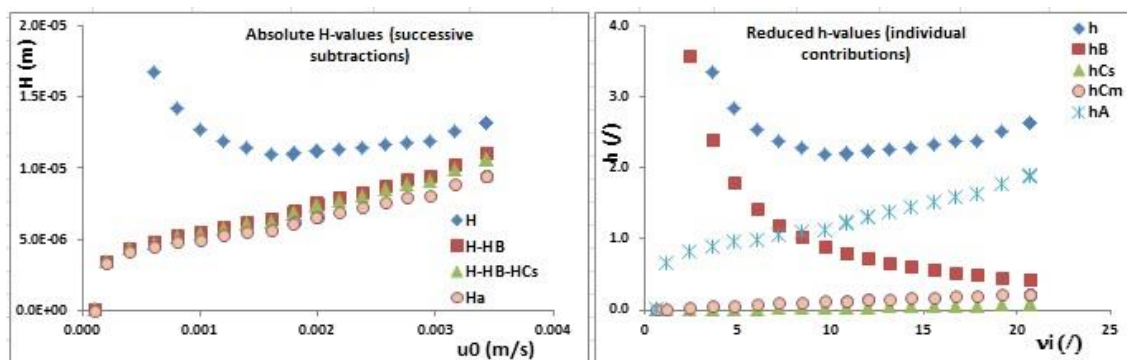 2.0E-05
1.5E-05
1.0E-05
5.0E-06
0.0E+00
H (m)
Absolute H-values (successive
subtractions)
H
H-HB
H-HB-HCs
Ha
0.000
0.001
0.002
0.003
0.004
u0 (m/s)
4.0
3.0
2.0
1.0
0.0
h (/)
Reduced h-values (individual
contributions)
h
hB
hCs
hCm
hA
0
5
10
15
20
25
vi (/)